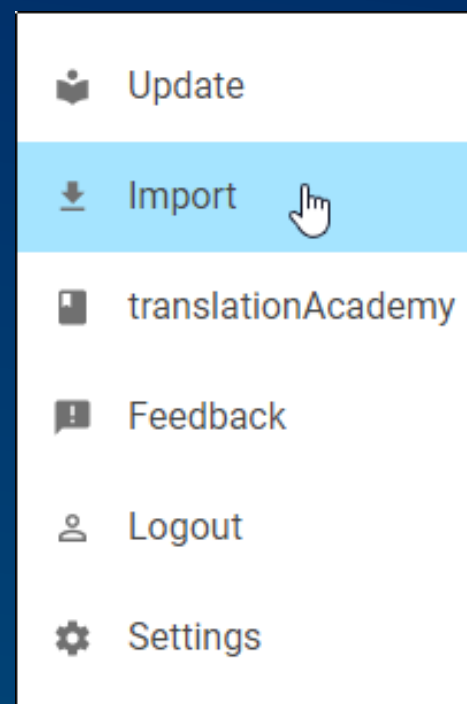 Update
Import
translationAcademy
Feedback
Logout
Settings